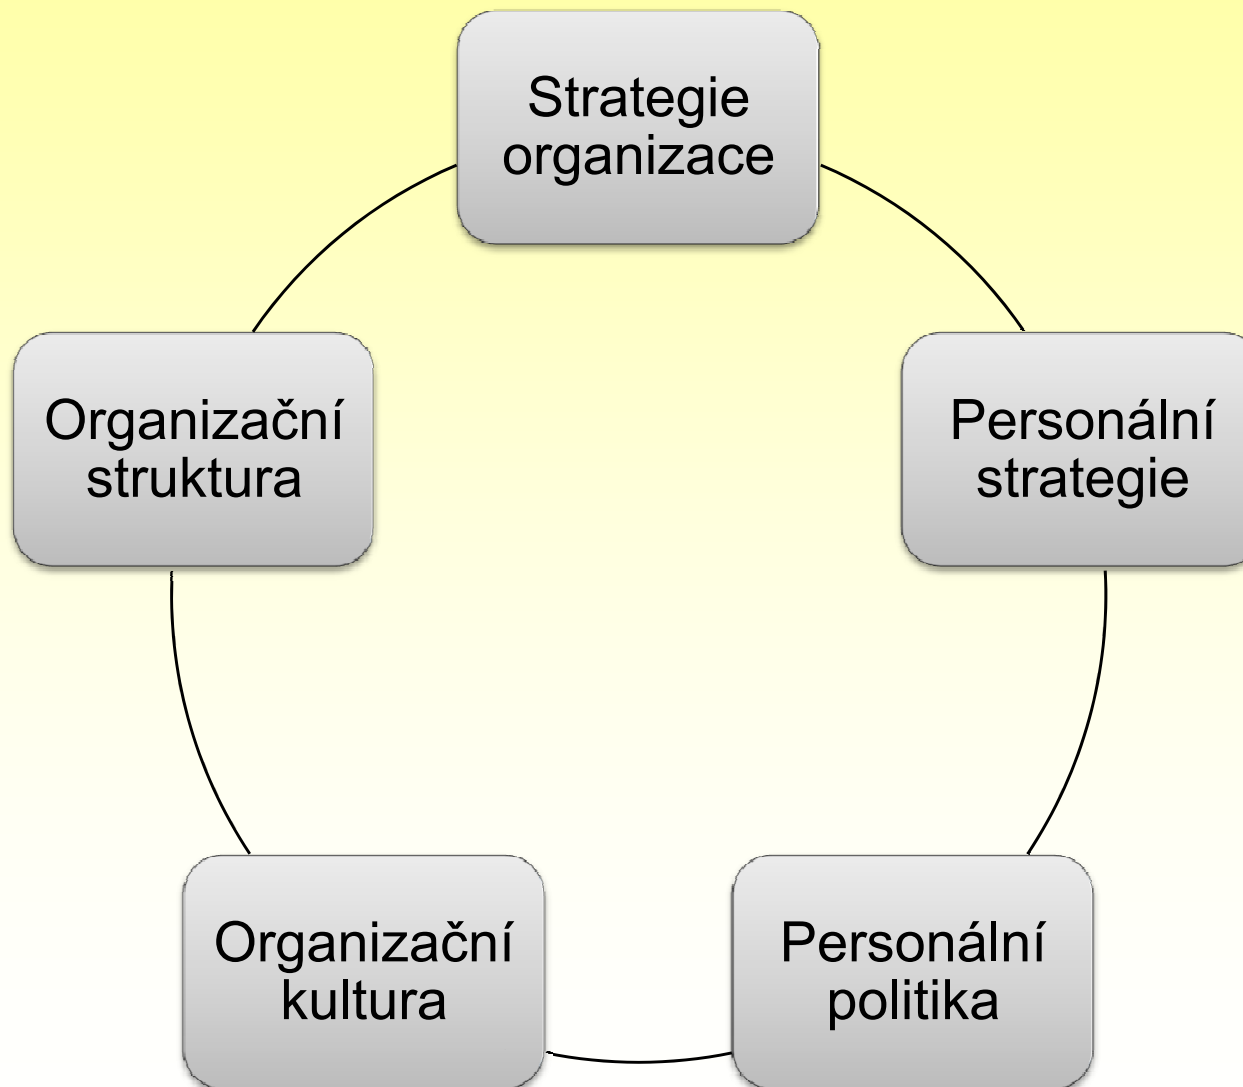 Strategie
organizace
Organizační
struktura
Personální
strategie
Organizační
kultura
Personální
politika